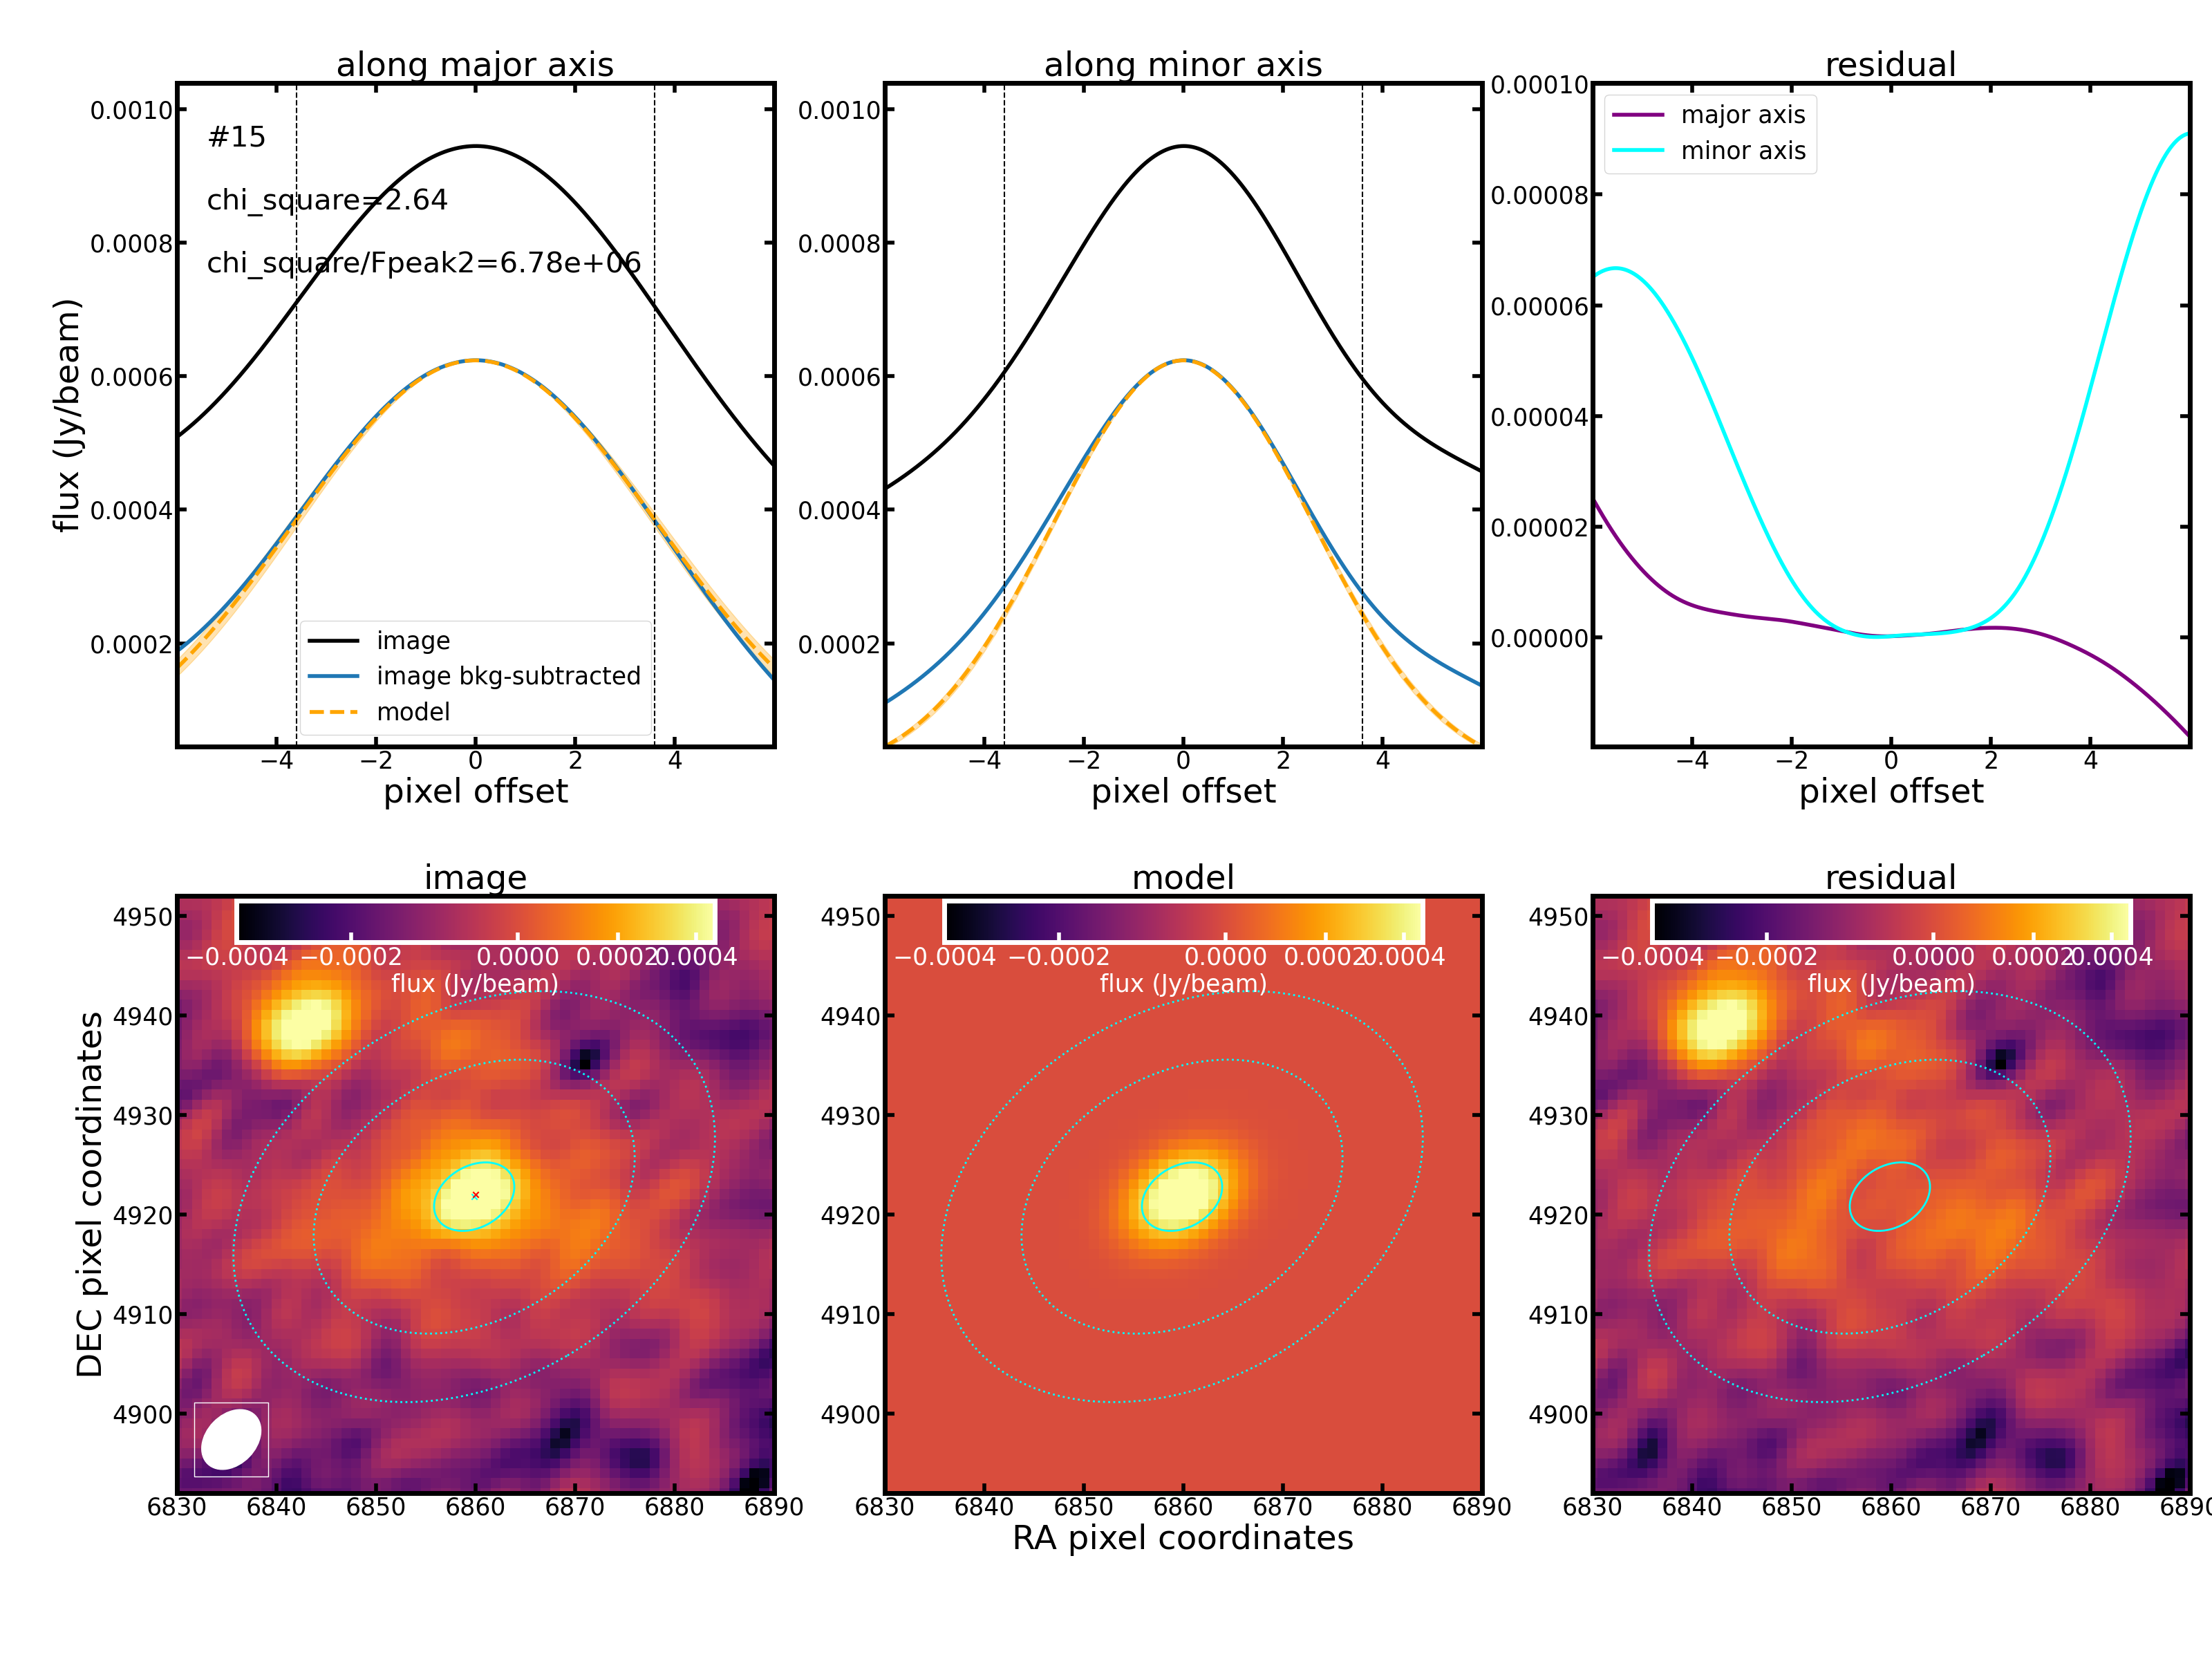 along major axis
along minor axis
residual
#15
chi_square=2.64
chi_square/Fpeak2=6.78e+06
0.0010
0.0008
0.0006
0.0004
0.0002
flux (Jy/beam)
image
image bkg-subtracted
model
−4 −2 0 2 4
pixel offset
0.0010
0.0008
0.0006
0.0004
0.0002
−4 −2 0 2 4
pixel offset
0.00010
0.00008
0.00006
0.00004
0.00002
0.00000
major axis
minor axis
−4 −2 0 2 4
pixel offset
image
−0.0004 −0.0002 0.0000 0.0002 0.0004
flux (Jy/beam)
4950
4940
4930
4920
4910
4900
DEC pixel coordinates
6830 6840 6850 6860 6870 6880 6890
model
−0.0004 −0.0002 0.0000 0.0002 0.0004
flux (Jy/beam)
4950
4940
4930
4920
4910
4900
6830 6840 6850 6860 6870 6880 6890
RA pixel coordinates
residual
−0.0004 −0.0002 0.0000 0.0002 0.0004
flux (Jy/beam)
4950
4940
4930
4920
4910
4900
6830 6840 6850 6860 6870 6880 6890